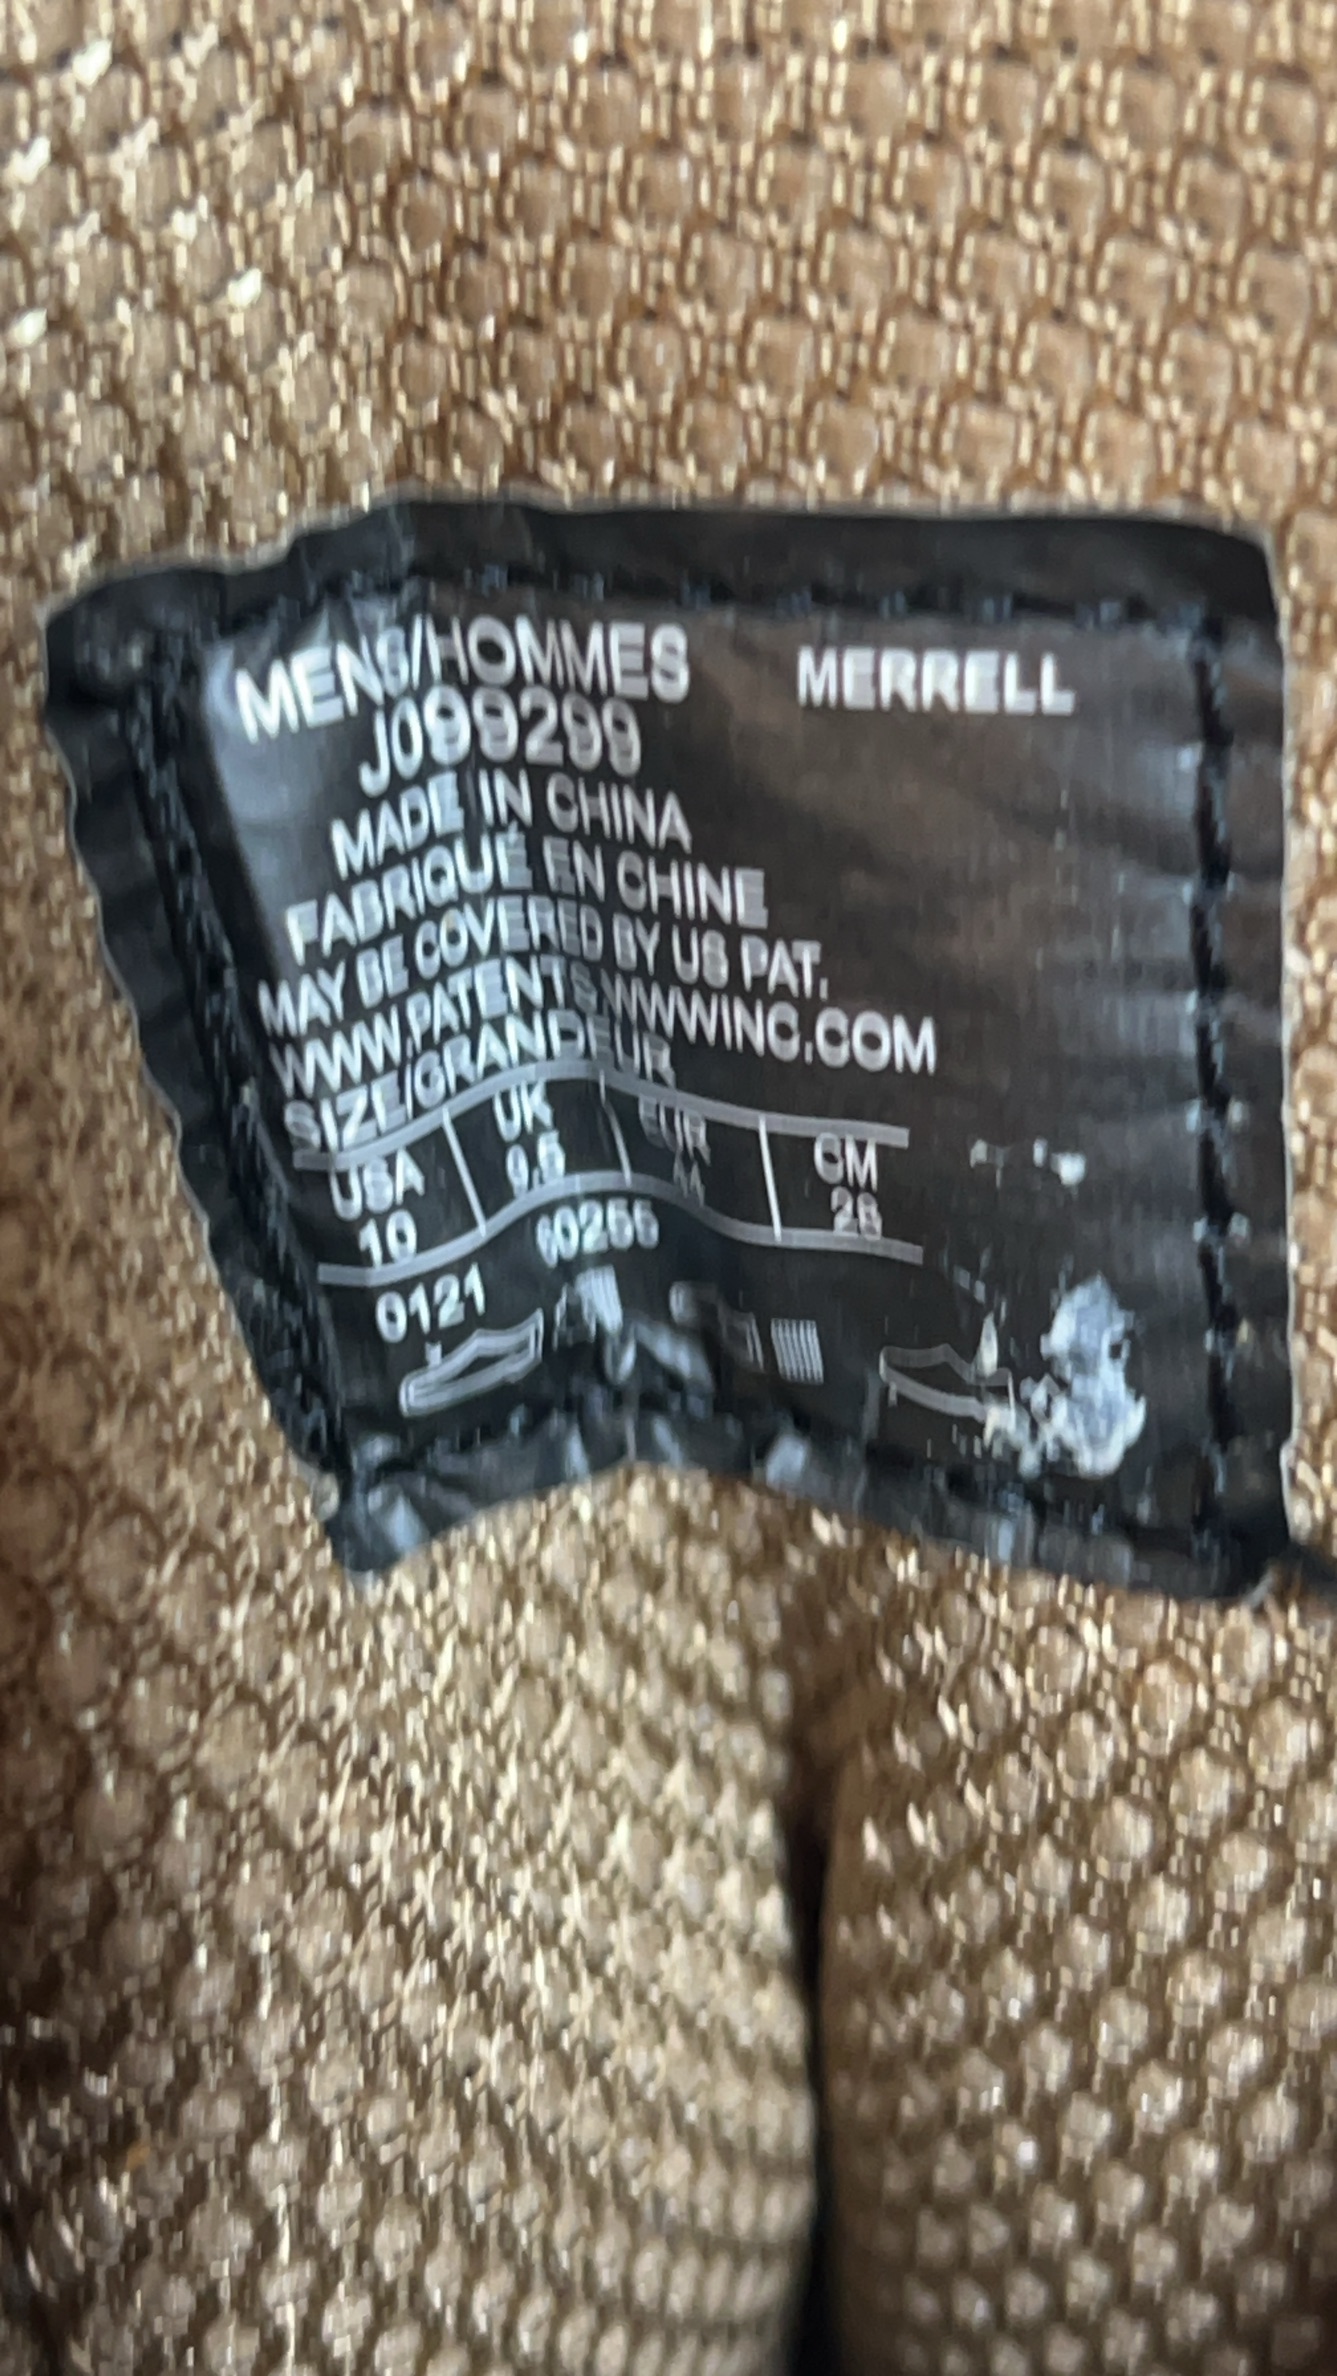 MENS/HOMMES MERRELL
J099299
MADE IN CHINA
FABRIQUÉ EN CHINE
MAY BE COVERED BY US PAT.
WWW.PATENTS.WWWINC.COM
SIZE/GRANDEUR
USA UK EUR CM
10 9.5 44 28
0121 60255